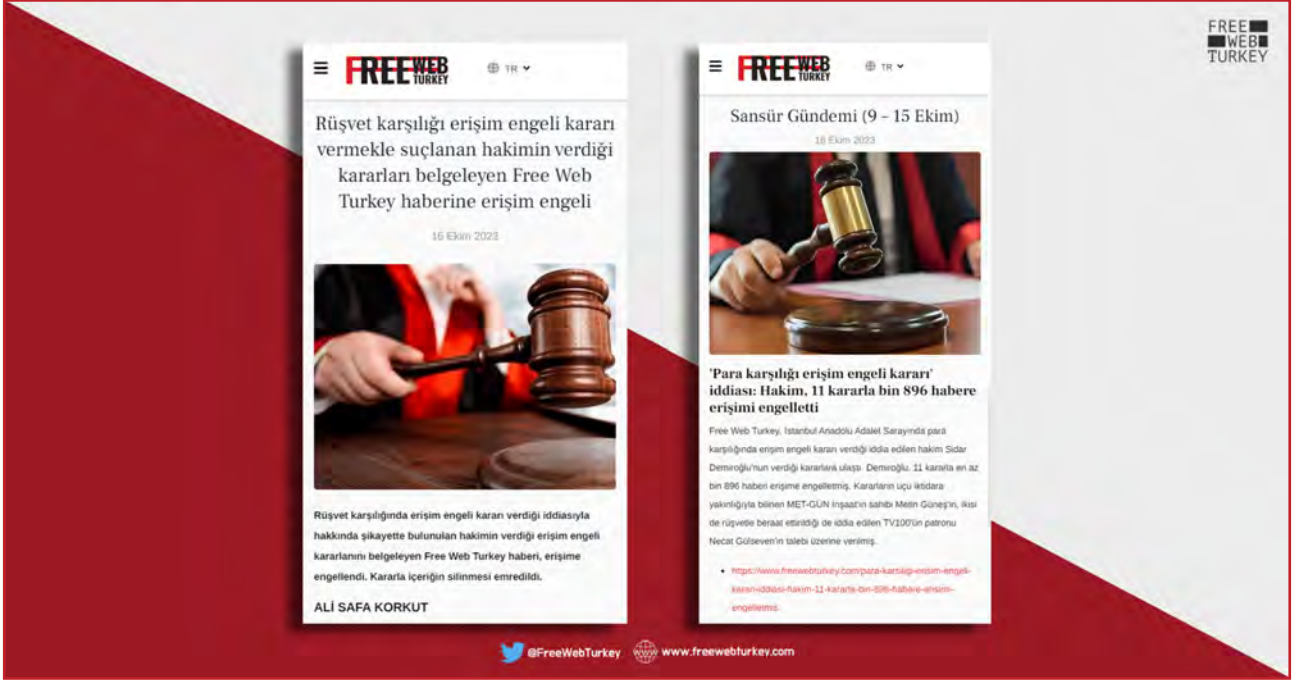 FREE
WEB
TURKEY
FREE WEB
TURKEY
TR
Rüşvet karşılığı erişim engeli kararı
vermekle suçlanan hakimin verdiği
kararları belgeleyen Free Web
Turkey haberine erişim engeli
16 Ekim 2023
Rüşvet karşılığında erişim engeli kararı verdiği iddiasıyla
hakkında şikayette bulunulan hakimin verdiği erişim engeli
kararlarını belgeleyen Free Web Turkey haberi, erişime
engellendi. Kararla içeriğin silinmesi emredildi.
ALİ SAFA KORKUT
FREE WEB
TURKEY
TR
Sansür Gündemi (9 – 15 Ekim)
16 Ekim 2023
'Para karşılığı erişim engeli kararı'
iddiası: Hakim, 11 kararla bin 896 habere
erişimi engelletti
Free Web Turkey, İstanbul Anadolu Adalet Sarayında para
karşılığında erişim engeli kararı verdiği iddia edilen hakim Sidar
Demiroğlu'nun verdiği kararlara ulaştı. Demiroğlu, 11 kararla en az
bin 896 haberi erişime engelletmiş. Kararların üçü iktidara
yakınlığıyla bilinen MET-GÜN İnşaat'ın sahibi Metin Güneş'in, ikisi
de rüşvetle beraat ettirildiği de iddia edilen TV100'ün patronu
Necat Gülseven'in talebi üzerine verilmiş.
https://www.freewebturkey.com/para-karsiligi-erisim-engeli-
karari-iddiasi-hakim-11-kararla-bin-896-habere-erisimi-
engelletmis
@FreeWebTurkey
www
www.freewebturkey.com